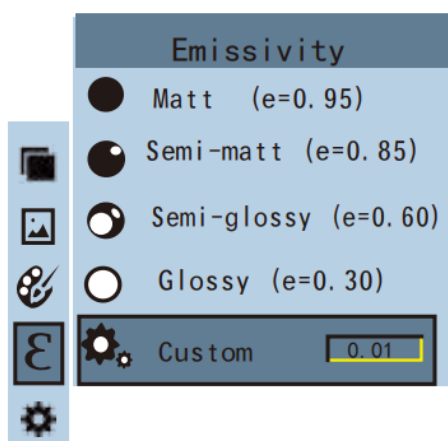 Emissivity
Matt (e=0.95)
Semi-matt (e=0.85)
Semi-glossy (e=0.60)
Glossy (e=0.30)
ε
Custom 0.01